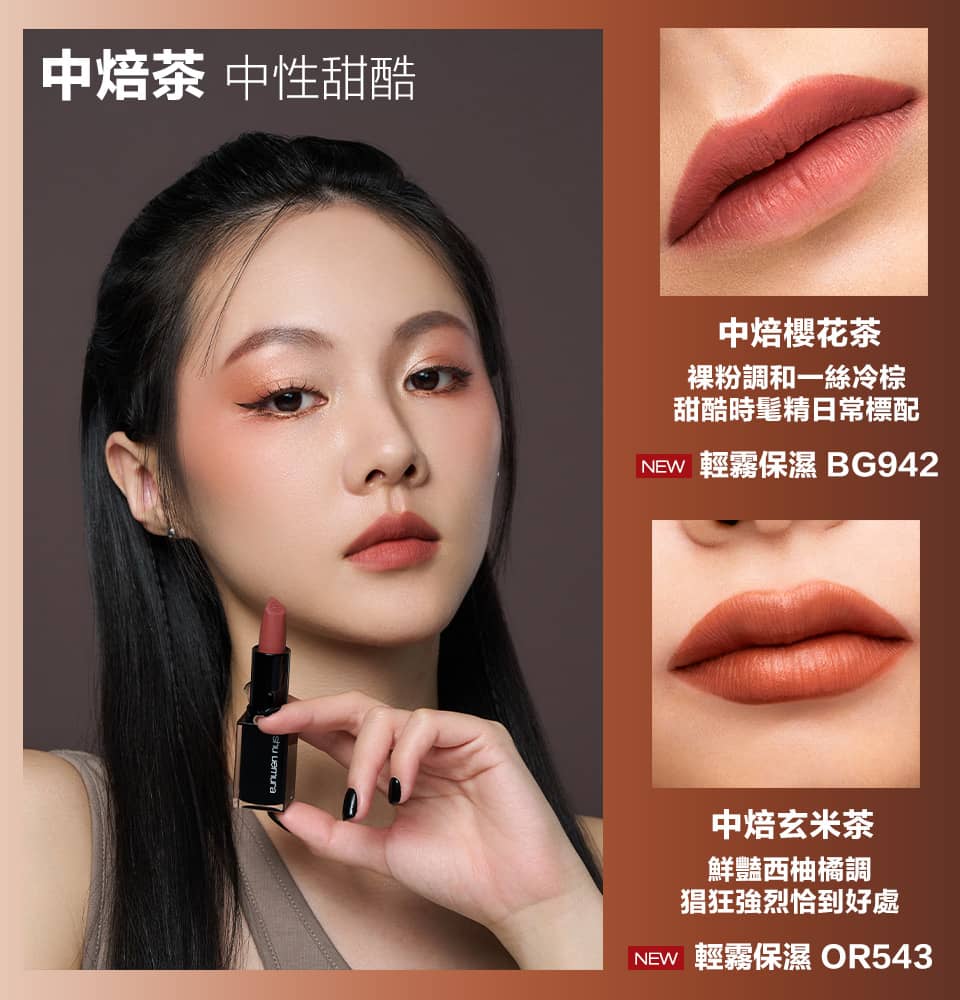 中焙茶 中性甜酷
shu uemura
中焙櫻花茶
裸粉調和一絲冷棕
甜酷時髦精日常標配
NEW 輕霧保濕 BG942
中焙玄米茶
鮮豔西柚橘調
猖狂強烈恰到好處
NEW 輕霧保濕 OR543